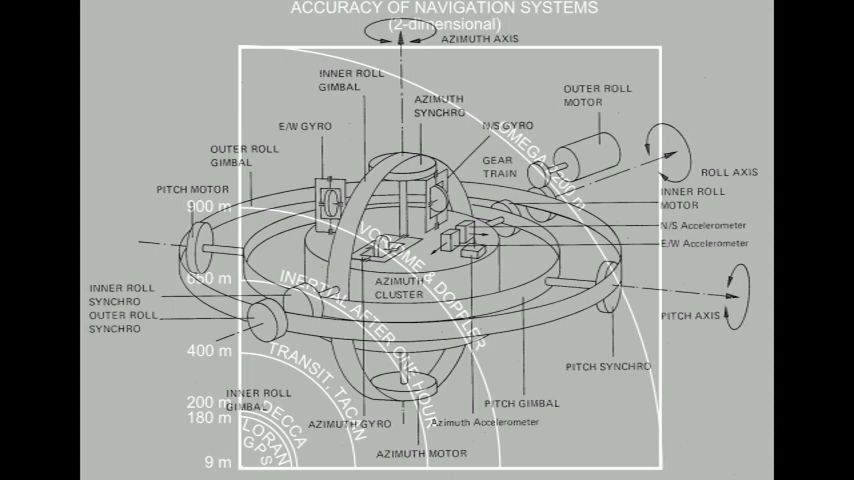 ACCURACY OF NAVIGATION SYSTEMS
(2-dimensional)
AZIMUTH AXIS
INNER ROLL
GIMBAL
OUTER ROLL
MOTOR
AZIMUTH
SYNCHRO
E/W GYRO
N/S GYRO
OUTER ROLL
GIMBAL
GEAR
TRAIN
ROLL AXIS
PITCH MOTOR
INNER ROLL
MOTOR
900 m
N/S Accelerometer
E/W Accelerometer
650 m
AZIMUTH
CLUSTER
INNER ROLL
SYNCHRO
OUTER ROLL
SYNCHRO
PITCH AXIS
400 m
PITCH SYNCHRO
INNER ROLL
GIMBAL
200 m
180 m
PITCH GIMBAL
AZIMUTH GYRO
Azimuth Accelerometer
AZIMUTH MOTOR
9 m
OMEGA 1200 m
VOR/DME & DOPPLER
INERTIAL AFTER ONE HOUR
TRANSIT, TACAN
DECCA
LORAN
GPS